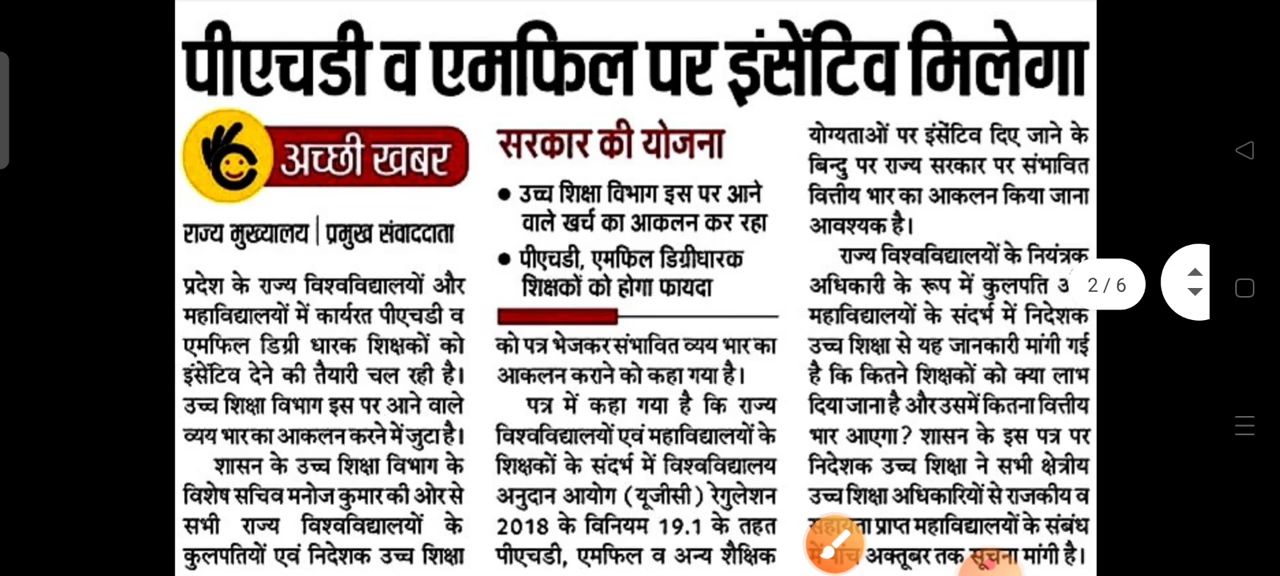 पीएचडी व एमफिल पर इंसेंटिव मिलेगा
अच्छी खबर
राज्य मुख्यालय | प्रमुख संवाददाता
प्रदेश के राज्य विश्वविद्यालयों और
महाविद्यालयों में कार्यरत पीएचडी व
एमफिल डिग्री धारक शिक्षकों को
इंसेंटिव देने की तैयारी चल रही है।
उच्च शिक्षा विभाग इस पर आने वाले
व्यय भार का आकलन करने में जुटा है।
शासन के उच्च शिक्षा विभाग के
विशेष सचिव मनोज कुमार की ओर से
सभी राज्य विश्वविद्यालयों के
कुलपतियों एवं निदेशक उच्च शिक्षा
सरकार की योजना
● उच्च शिक्षा विभाग इस पर आने
वाले खर्च का आकलन कर रहा
● पीएचडी, एमफिल डिग्रीधारक
शिक्षकों को होगा फायदा
को पत्र भेजकर संभावित व्यय भार का
आकलन कराने को कहा गया है।
पत्र में कहा गया है कि राज्य
विश्वविद्यालयों एवं महाविद्यालयों के
शिक्षकों के संदर्भ में विश्वविद्यालय
अनुदान आयोग (यूजीसी) रेगुलेशन
2018 के विनियम 19.1 के तहत
पीएचडी, एमफिल व अन्य शैक्षिक
योग्यताओं पर इंसेंटिव दिए जाने के
बिन्दु पर राज्य सरकार पर संभावित
वित्तीय भार का आकलन किया जाना
आवश्यक है।
राज्य विश्वविद्यालयों के नियंत्रक
अधिकारी के रूप में कुलपति
महाविद्यालयों के संदर्भ में निदेशक
उच्च शिक्षा से यह जानकारी मांगी गई
है कि कितने शिक्षकों को क्या लाभ
दिया जाना है और उसमें कितना वित्तीय
भार आएगा? शासन के इस पत्र पर
निदेशक उच्च शिक्षा ने सभी क्षेत्रीय
उच्च शिक्षा अधिकारियों से राजकीय व
सहायता प्राप्त महाविद्यालयों के संबंध
में पांच अक्तूबर तक सूचना मांगी है।
2 / 6